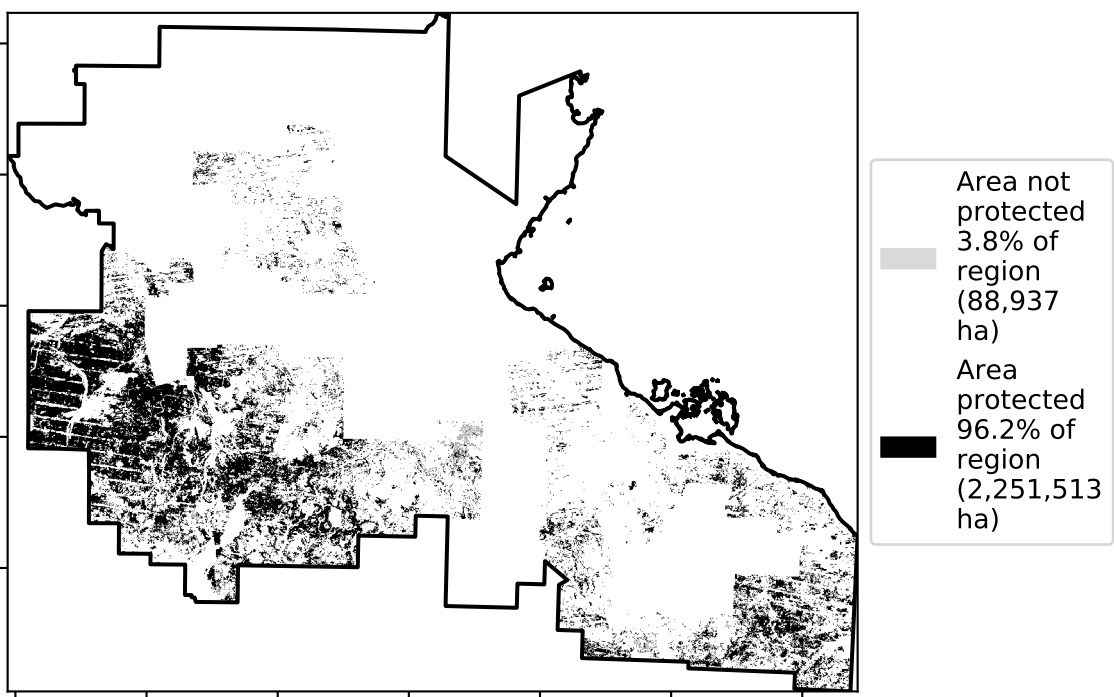 Area not
protected
3.8% of
region
(88,937
ha)
Area
protected
96.2% of
region
(2,251,513
ha)